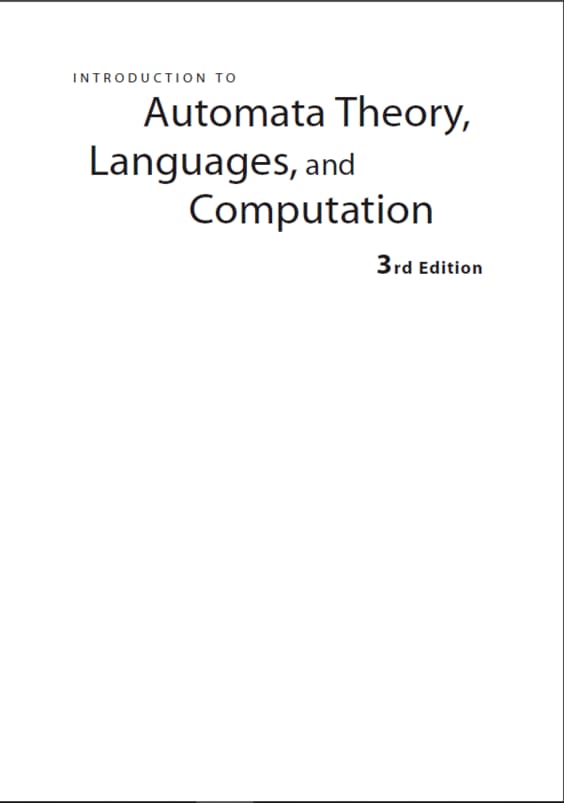 INTRODUCTION TO
Automata Theory,
Languages, and
Computation
3rd Edition